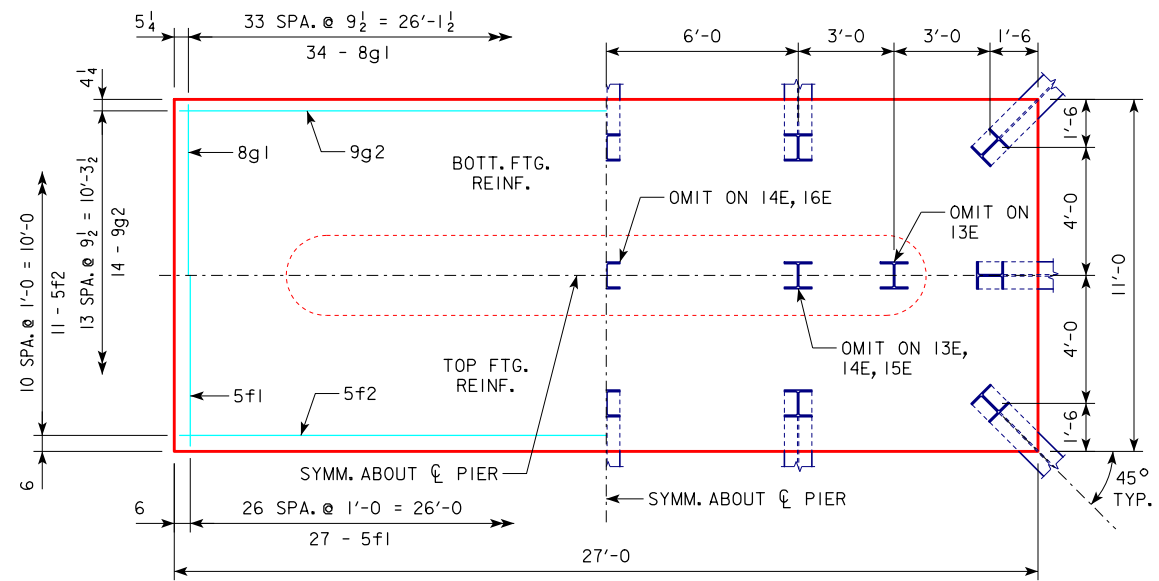 5 1/4
33 SPA. @ 9 1/2 = 26'-1 1/2
34 - 8g1
6'-0
3'-0
3'-0
1'-6
4 1/4
8g1
9g2
BOTT. FTG.
REINF.
OMIT ON 14E, 16E
OMIT ON
13E
1'-6
4'-0
10 SPA. @ 1'-0 = 10'-0
11 - 5f2
13 SPA. @ 9 1/2 = 10'-3 1/2
14 - 9g2
11'-0
4'-0
TOP FTG.
REINF.
OMIT ON 13E,
14E, 15E
5f1
5f2
1'-6
SYMM. ABOUT ℄ PIER
SYMM. ABOUT ℄ PIER
45°
TYP.
6
6
26 SPA. @ 1'-0 = 26'-0
27 - 5f1
27'-0